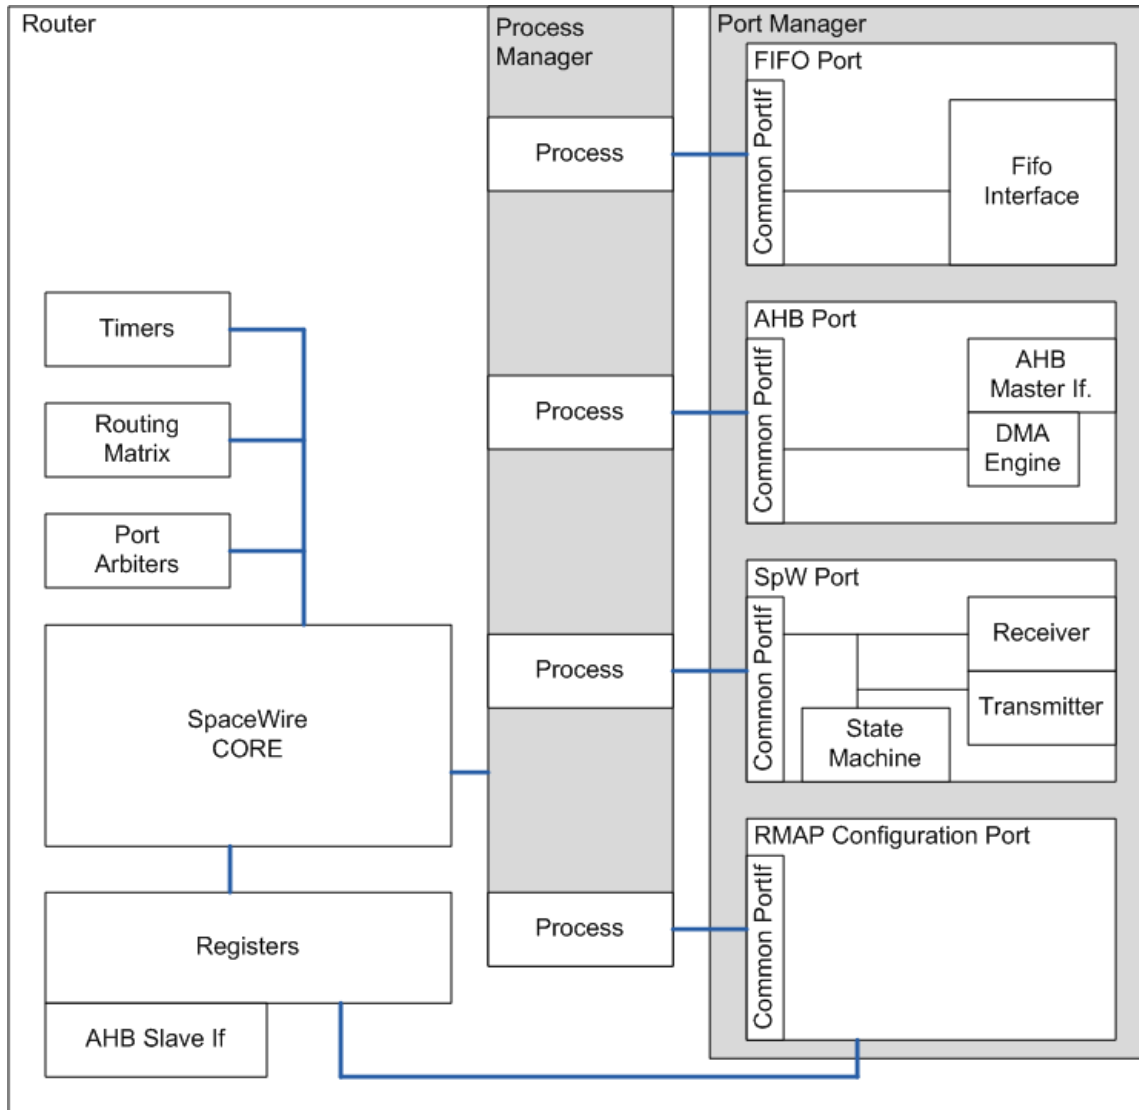 Router
Timers
Routing
Matrix
Port
Arbiters
SpaceWire
CORE
Registers
AHB Slave If
Process
Manager
Process
Process
Process
Process
Port Manager
FIFO Port
Common PortIf
Fifo
Interface
AHB Port
Common PortIf
AHB
Master If.
DMA
Engine
SpW Port
Common PortIf
Receiver
Transmitter
State
Machine
RMAP Configuration Port
Common PortIf